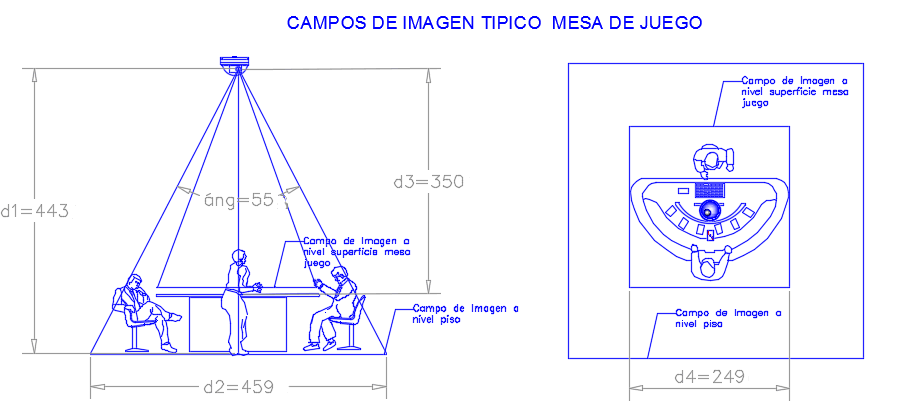 CAMPOS DE IMAGEN TIPICO MESA DE JUEGO
Campo de Imagen a
nivel superficie mesa
juego
d3=350
áng=55
d1=443
Campo de Imagen a
nivel superficie mesa
juego
Campo de Imagen a
nivel piso
Campo de Imagen a
nivel pisa
d4=249
d2=459